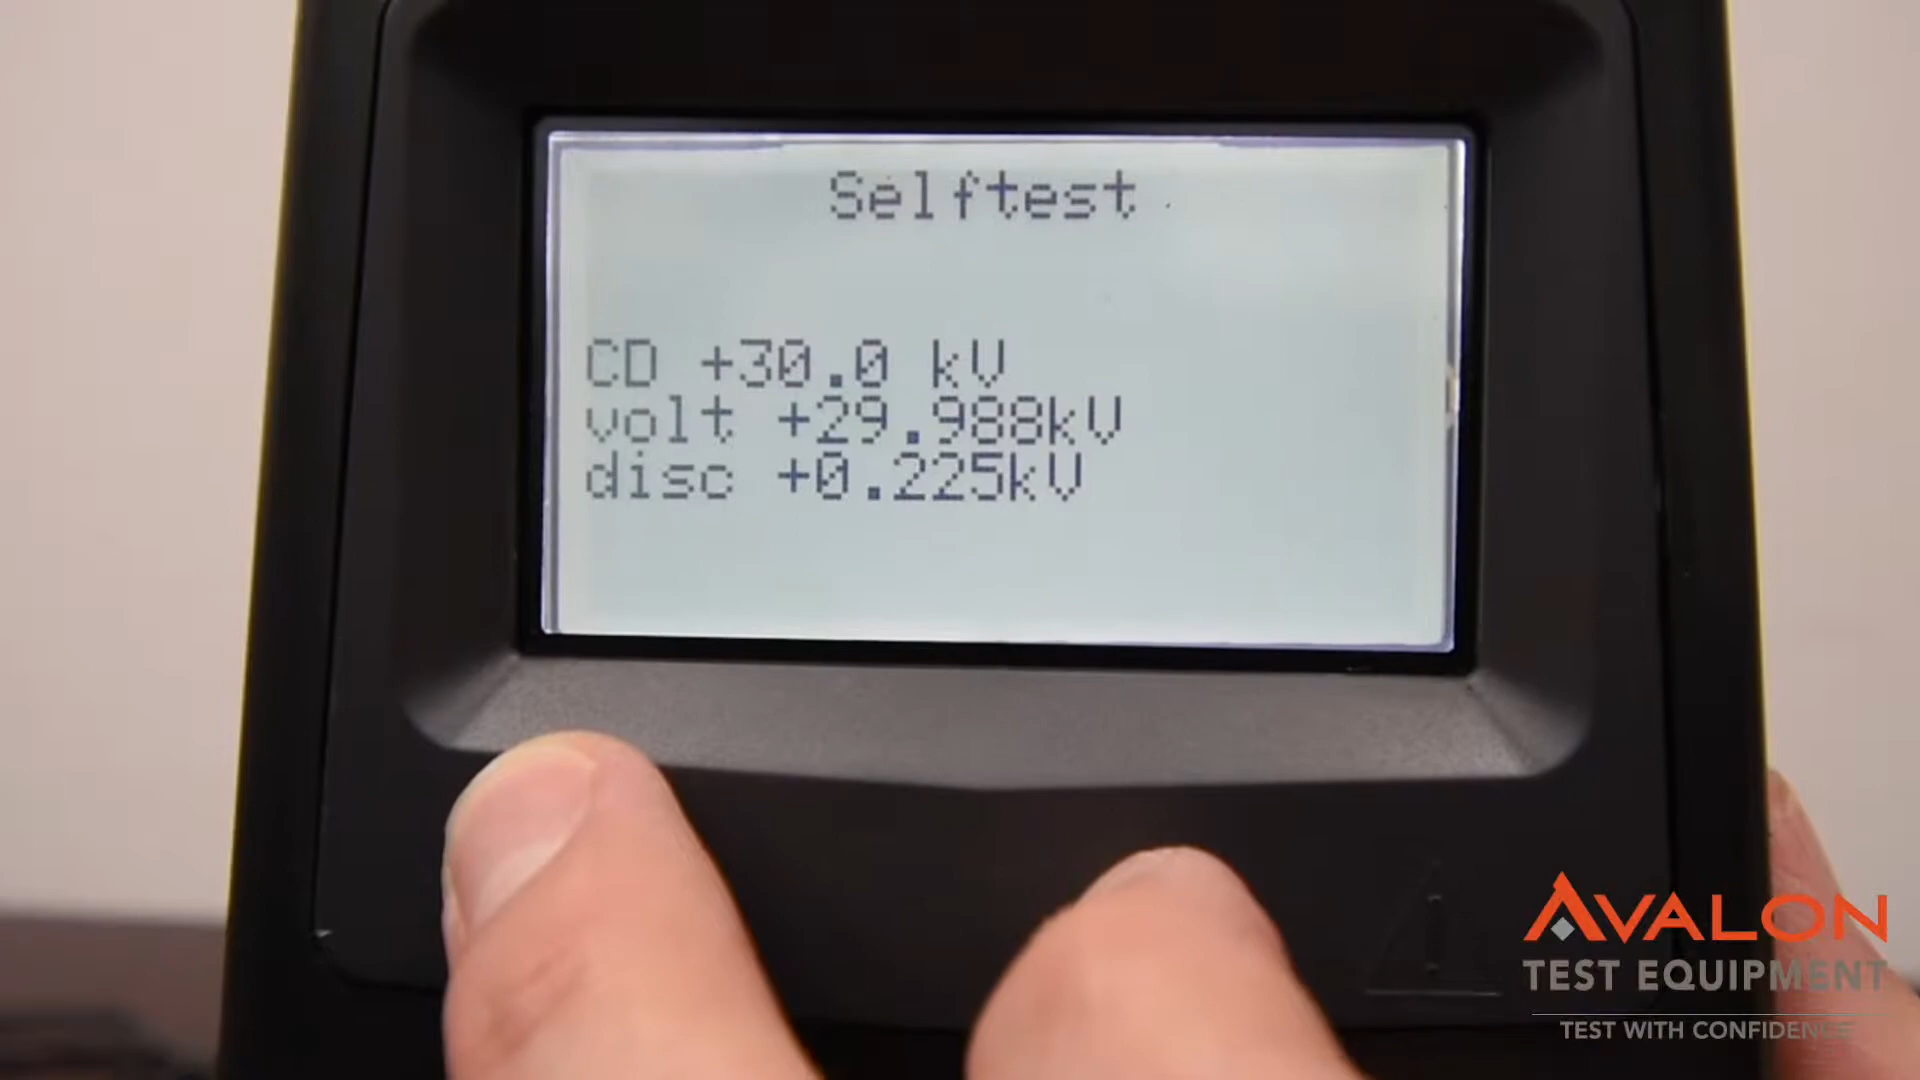 Selftest
CD +30.0 kV
volt +29.988kV
disc +0.225kV
AVALON
TEST EQUIPMENT
TEST WITH CONFIDENCE